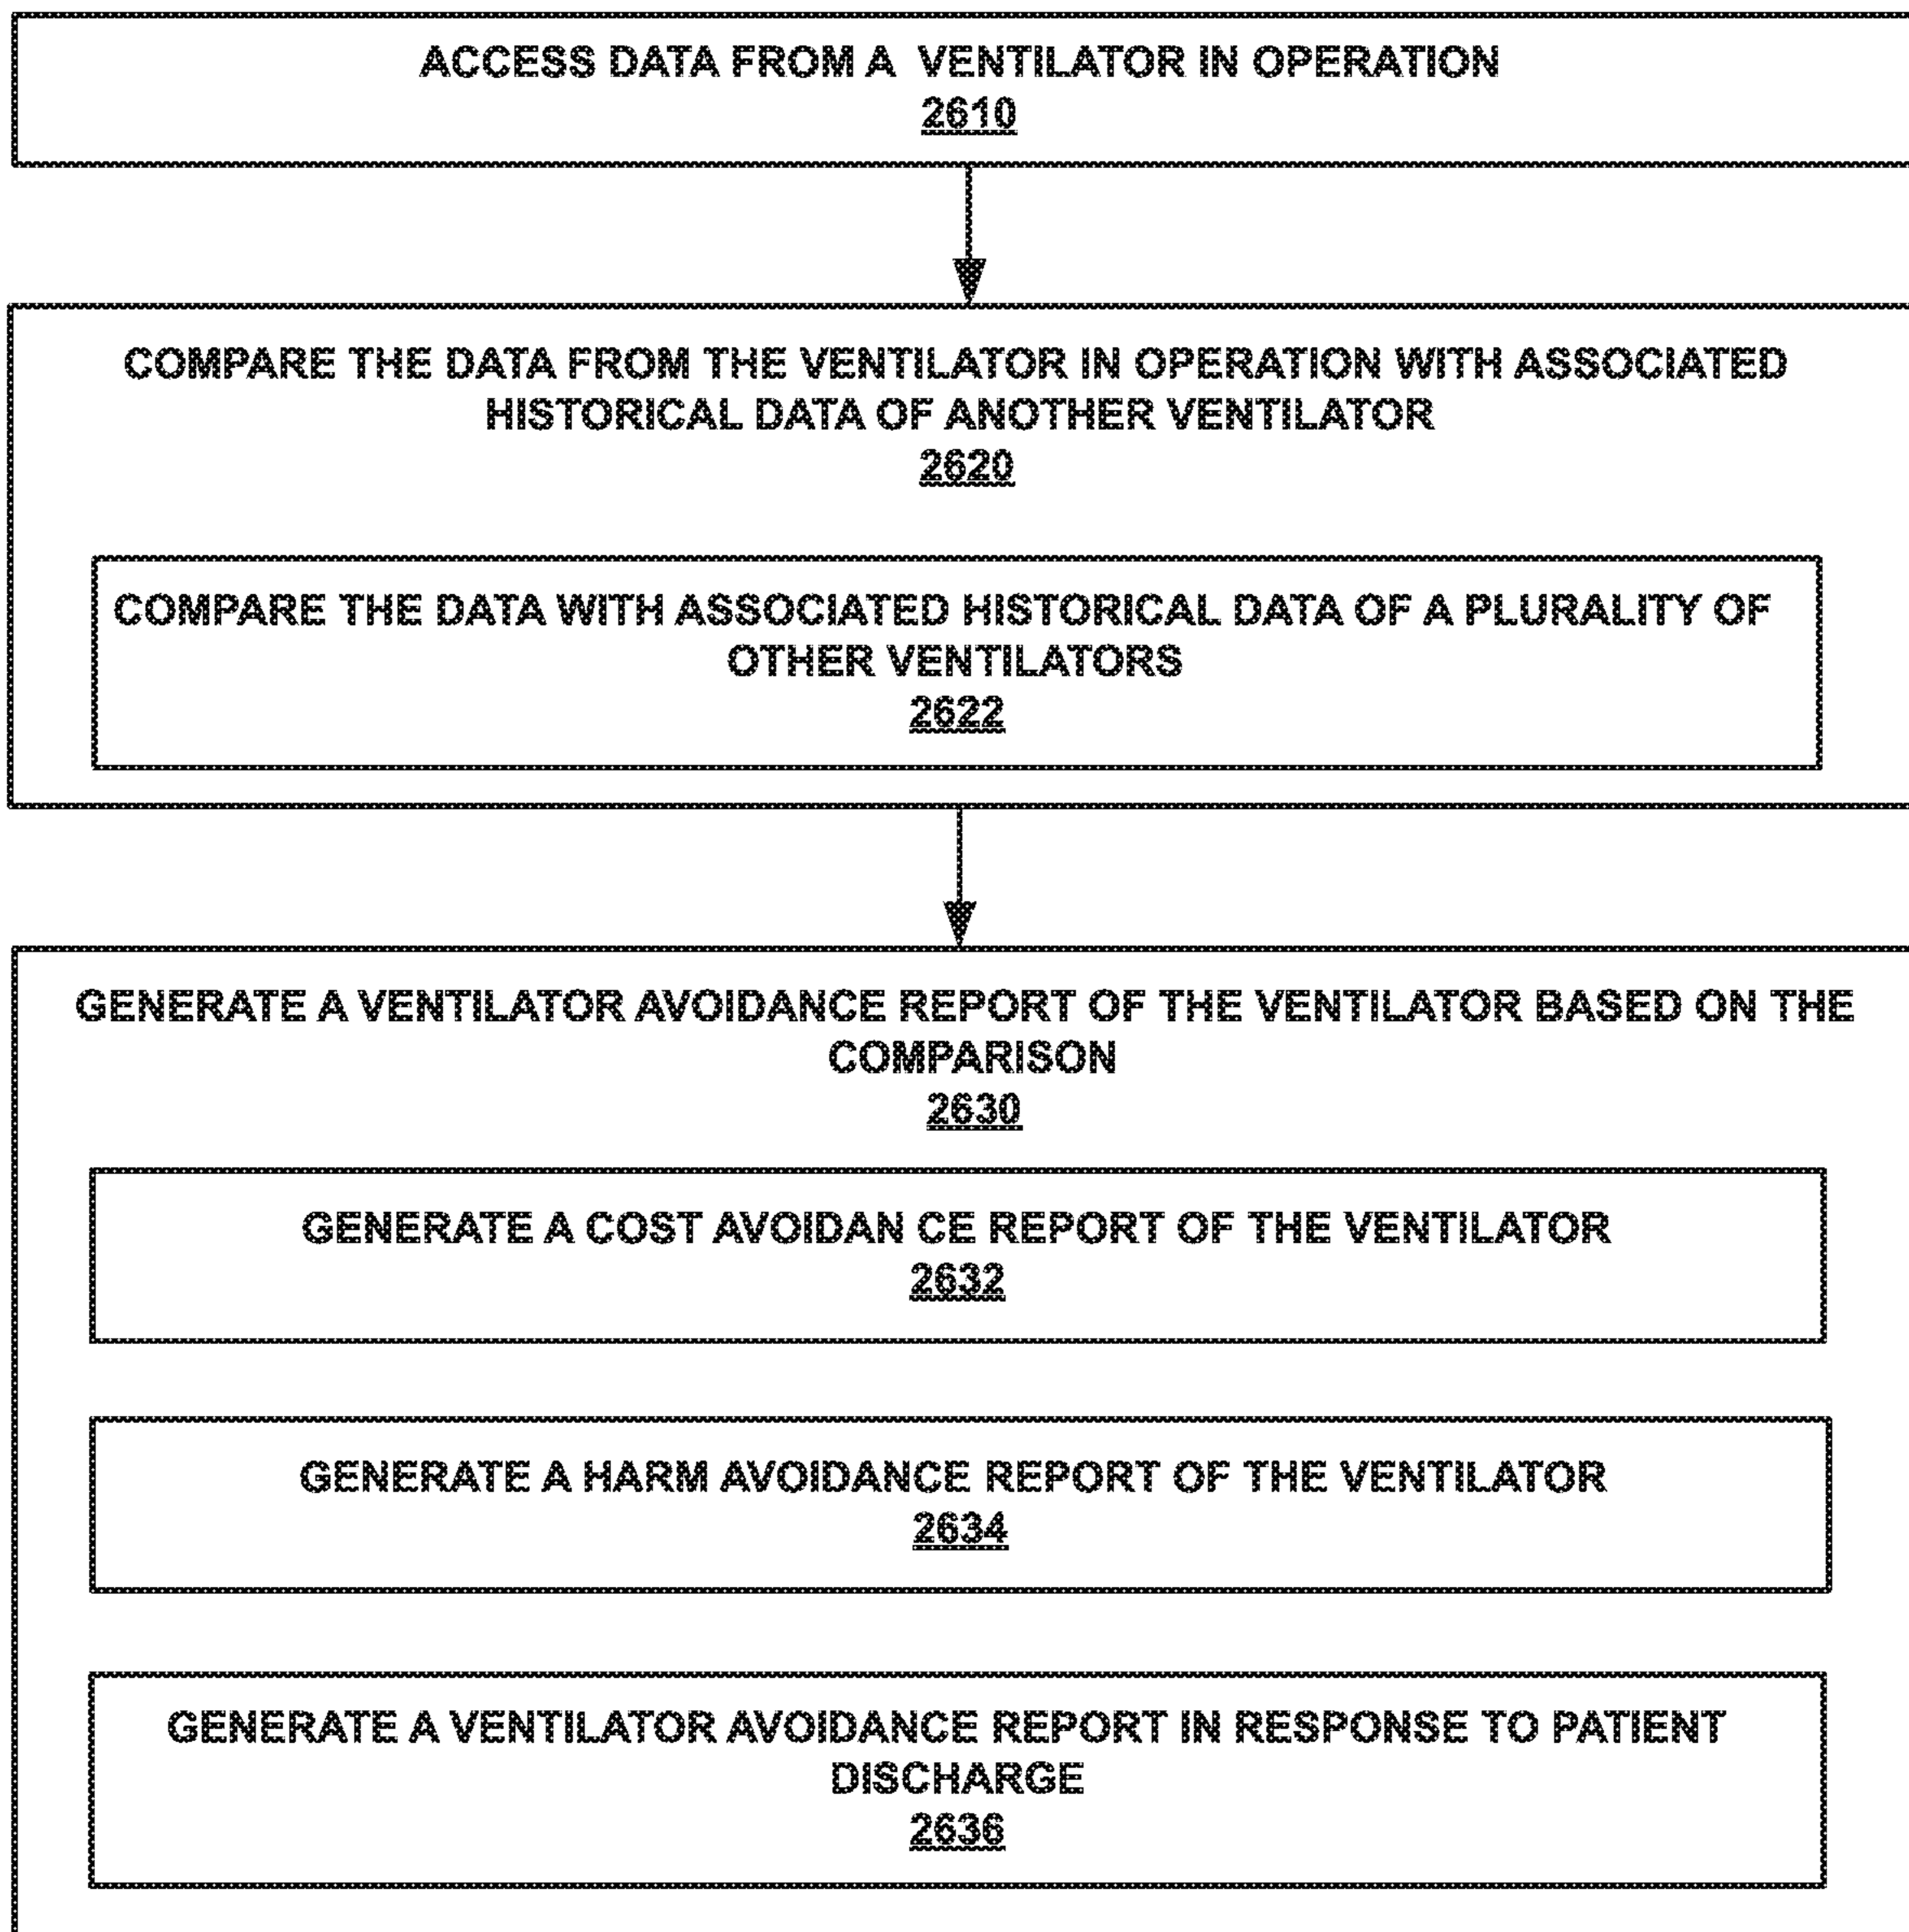 ACCESS DATA FROM A VENTILATOR IN OPERATION
2610
COMPARE THE DATA FROM THE VENTILATOR IN OPERATION WITH ASSOCIATED
HISTORICAL DATA OF ANOTHER VENTILATOR
2620
COMPARE THE DATA WITH ASSOCIATED HISTORICAL DATA OF A PLURALITY OF
OTHER VENTILATORS
2622
GENERATE A VENTILATOR AVOIDANCE REPORT OF THE VENTILATOR BASED ON THE
COMPARISON
2630
GENERATE A COST AVOIDAN CE REPORT OF THE VENTILATOR
2632
GENERATE A HARM AVOIDANCE REPORT OF THE VENTILATOR
2634
GENERATE A VENTILATOR AVOIDANCE REPORT IN RESPONSE TO PATIENT
DISCHARGE
2636